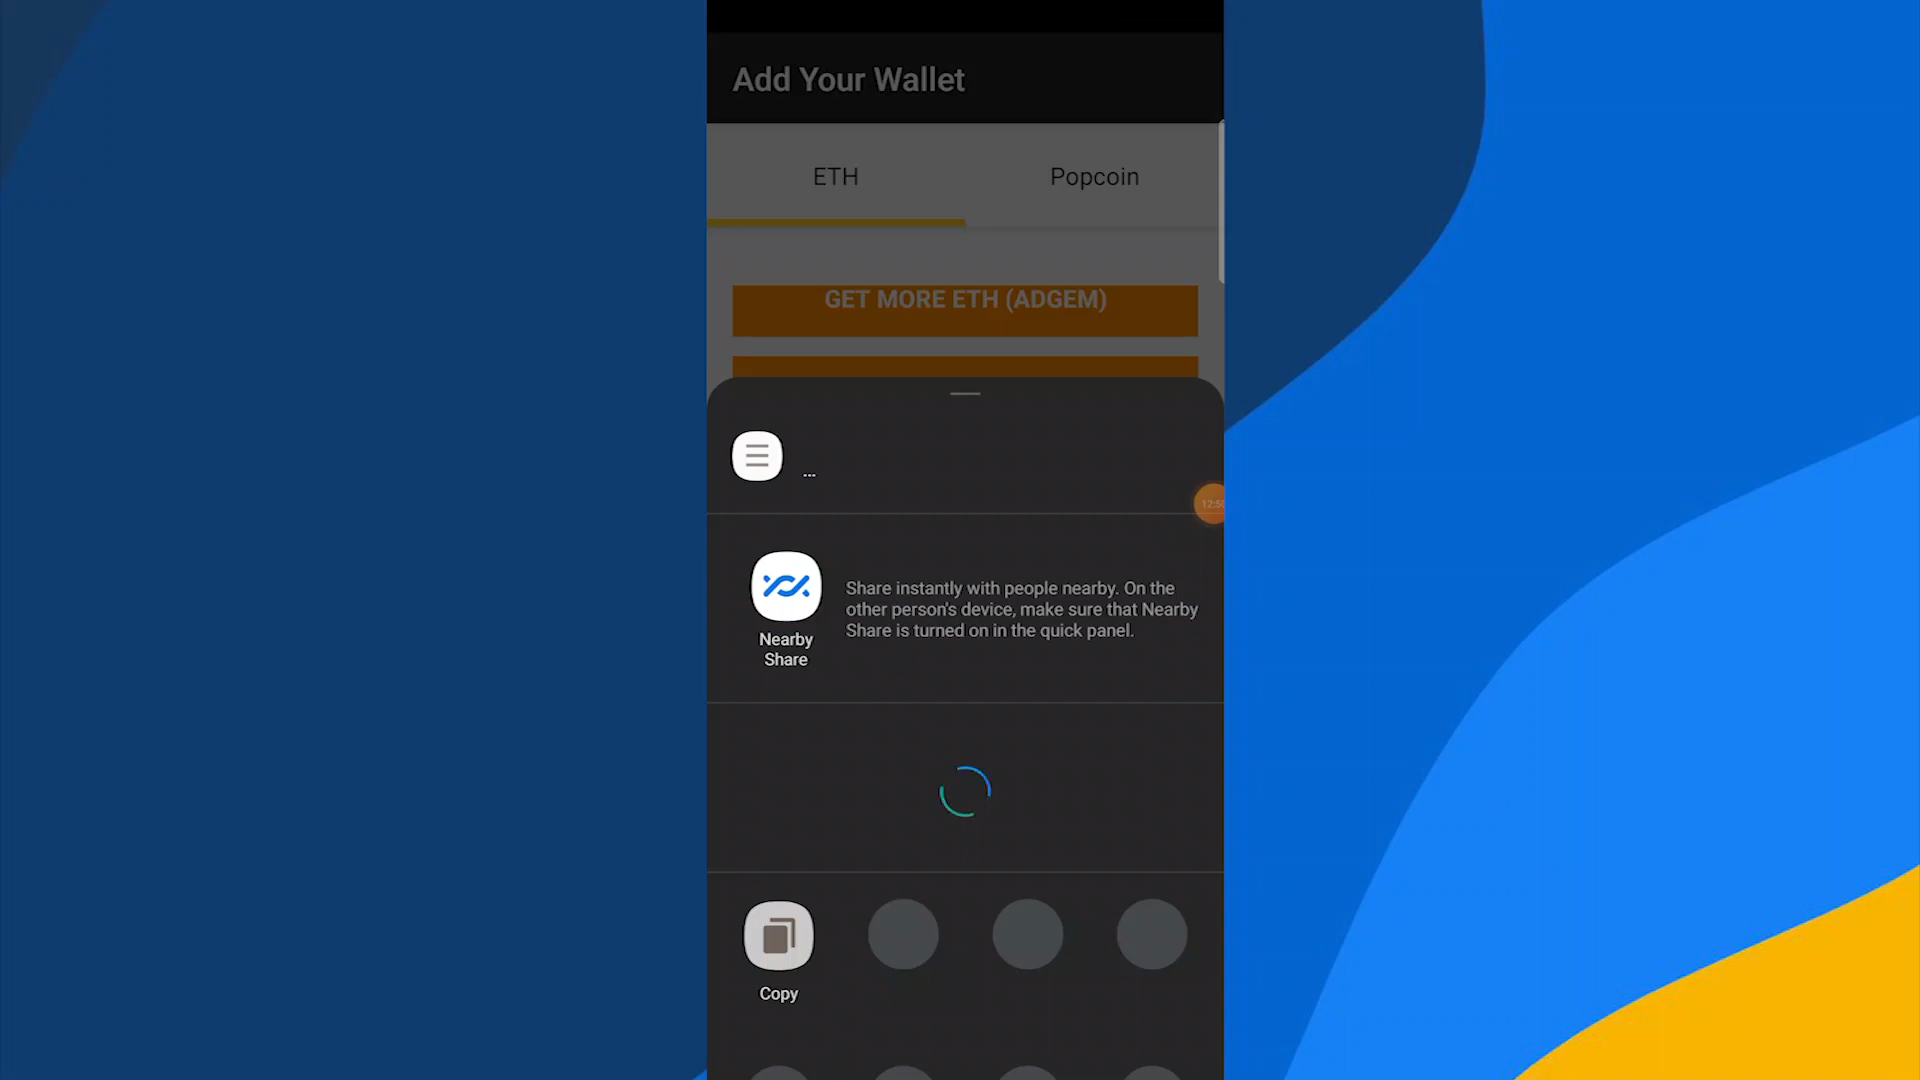 Add Your Wallet
ETH
Popcoin
GET MORE ETH (ADGEM)
...
Share instantly with people nearby. On the
other person's device, make sure that Nearby
Share is turned on in the quick panel.
Nearby
Share
Copy